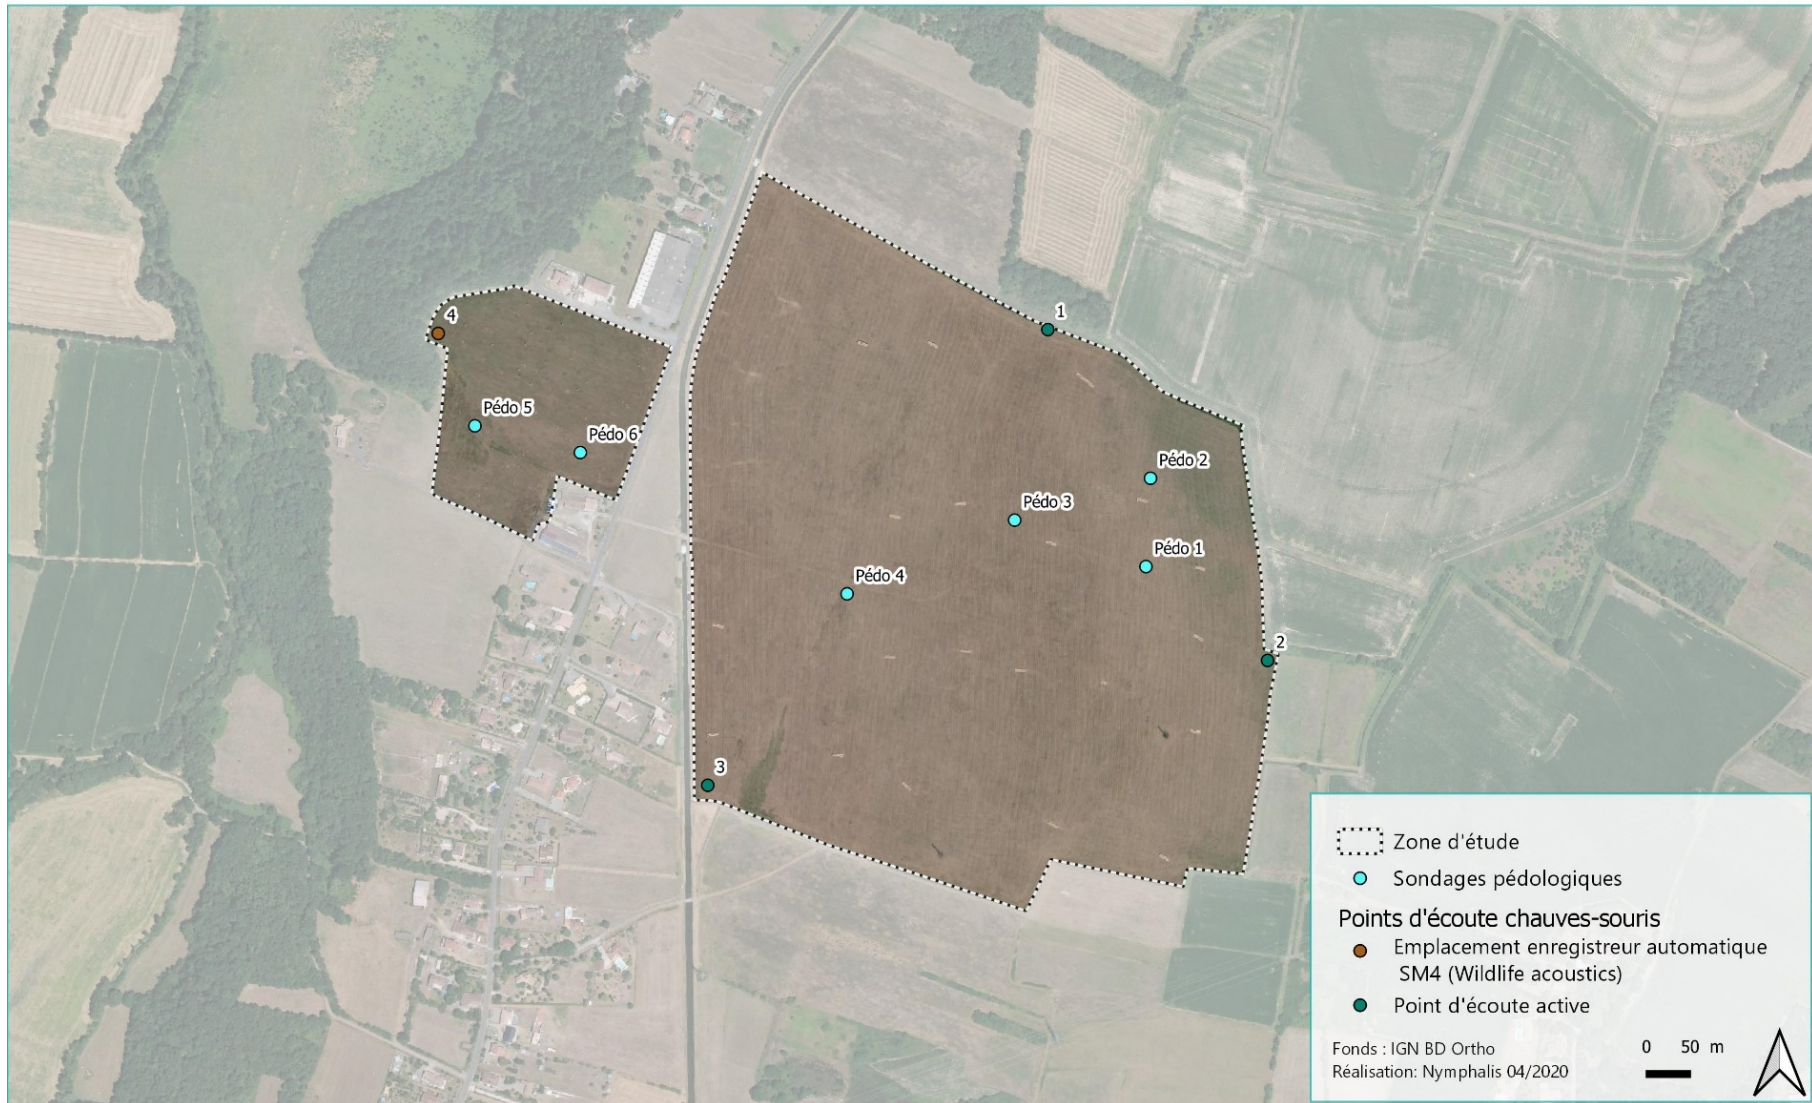 1
4
Pédo 5
Pédo 6
Pédo 2
Pédo 3
Pédo 1
Pédo 4
2
3
Zone d'étude
Sondages pédologiques
Points d'écoute chauves-souris
Emplacement enregistreur automatique
SM4 (Wildlife acoustics)
Point d'écoute active
Fonds : IGN BD Ortho
Réalisation: Nymphalis 04/2020
0 50 m